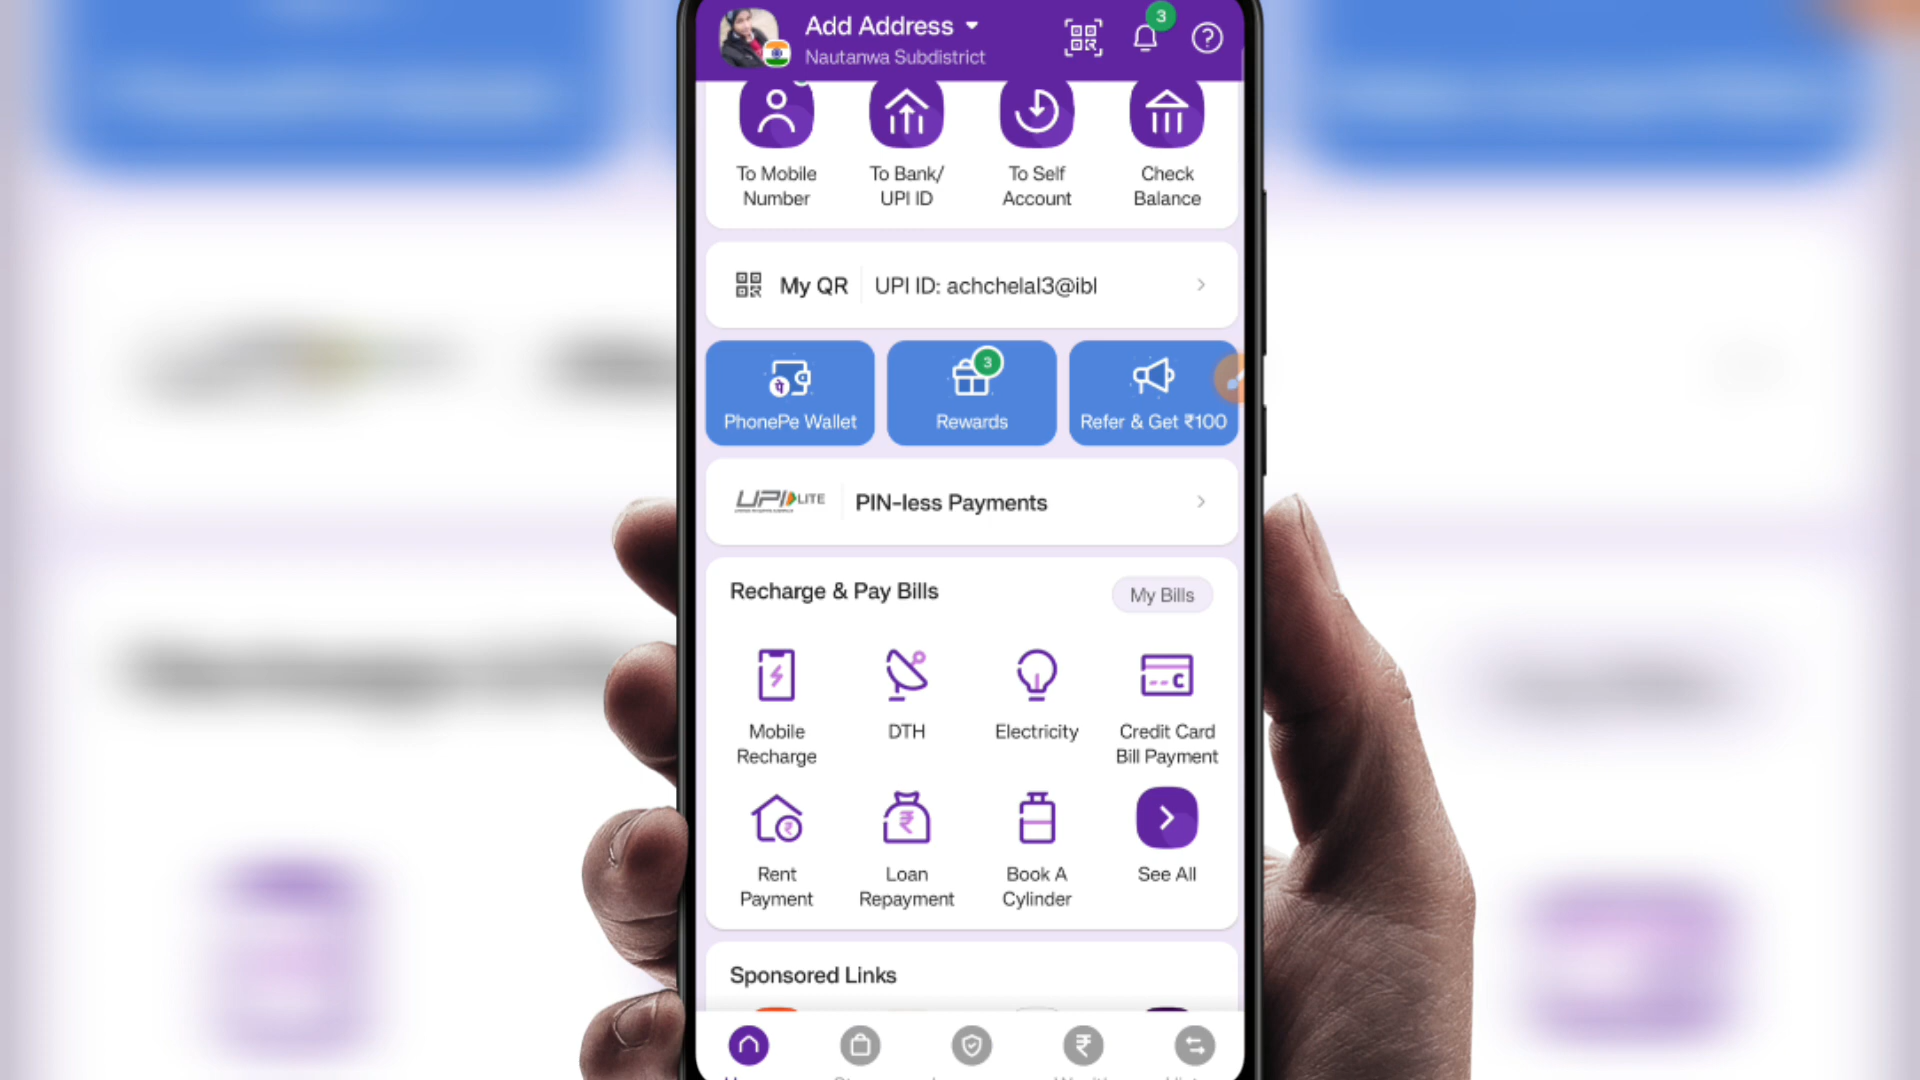 Add Address
Nautanwa Subdistrict
3
To Mobile
Number
To Bank/
UPI ID
To Self
Account
Check
Balance
My QR
UPI ID: achchelal3@ibl
3
पे
PhonePe Wallet
Rewards
Refer & Get ₹100
UPI LITE
PIN-less Payments
Recharge & Pay Bills
My Bills
Mobile
Recharge
DTH
Electricity
Credit Card
Bill Payment
Rent
Payment
Loan
Repayment
Book A
Cylinder
See All
Sponsored Links